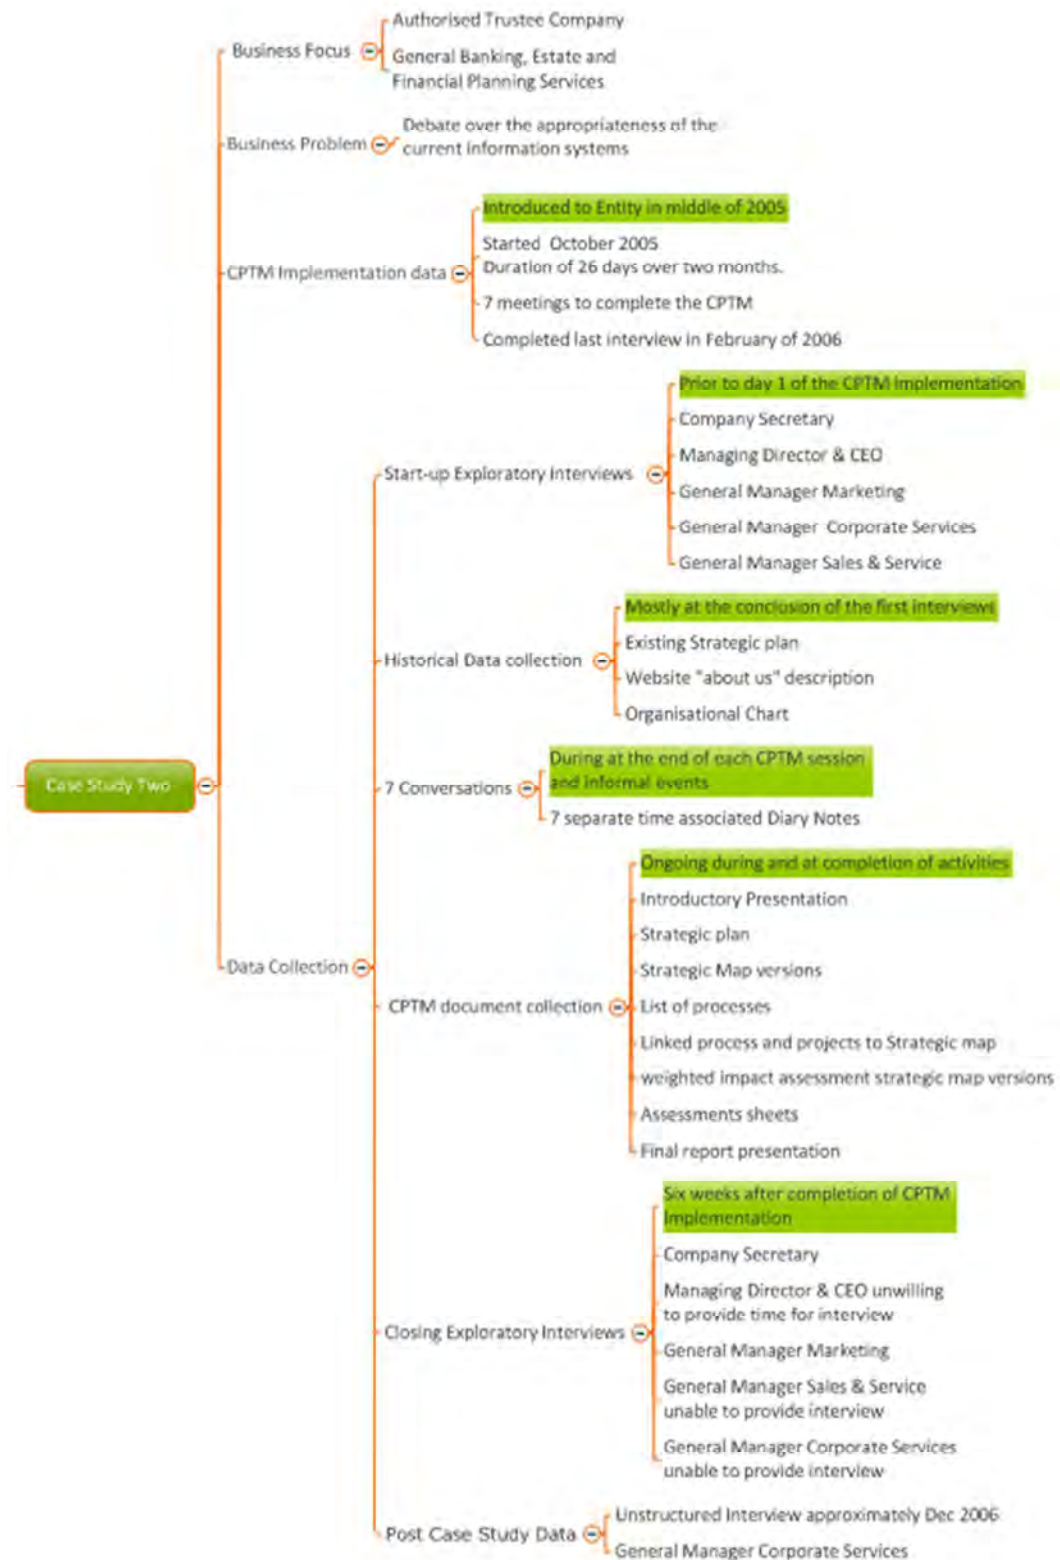 Authorised Trustee Company
Business Focus
General Banking, Estate and
Financial Planning Services
Debate over the appropriateness of the
Business Problem
current information systems
Introduced to Entity in middle of 2005
Started October 2005
Duration of 26 days over two months.
CPTM Implementation data
7 meetings to complete the CPTM
Completed last interview in February of 2006
Prior to day 1 of the CPTM Implementation
Company Secretary
Managing Director & CEO
Start-up Exploratory Interviews
General Manager Marketing
General Manager Corporate Services
General Manager Sales & Service
Mostly at the conclusion of the first interviews
Existing Strategic plan
Historical Data collection
Website "about us" description
Organisational Chart
During at the end of each CPTM session
and informal events
Case Study Two
7 Conversations
7 separate time associated Diary Notes
Ongoing during and at completion of activities
Introductory Presentation
Strategic plan
Data Collection
Strategic Map versions
CPTM document collection
List of processes
Linked process and projects to Strategic map
weighted impact assessment strategic map versions
Assessments sheets
Final report presentation
Six weeks after completion of CPTM
Implementation
Company Secretary
Managing Director & CEO unwilling
to provide time for interview
Closing Exploratory Interviews
General Manager Marketing
General Manager Sales & Service
unable to provide interview
General Manager Corporate Services
unable to provide interview
Unstructured Interview approximately Dec 2006
Post Case Study Data
General Manager Corporate Services